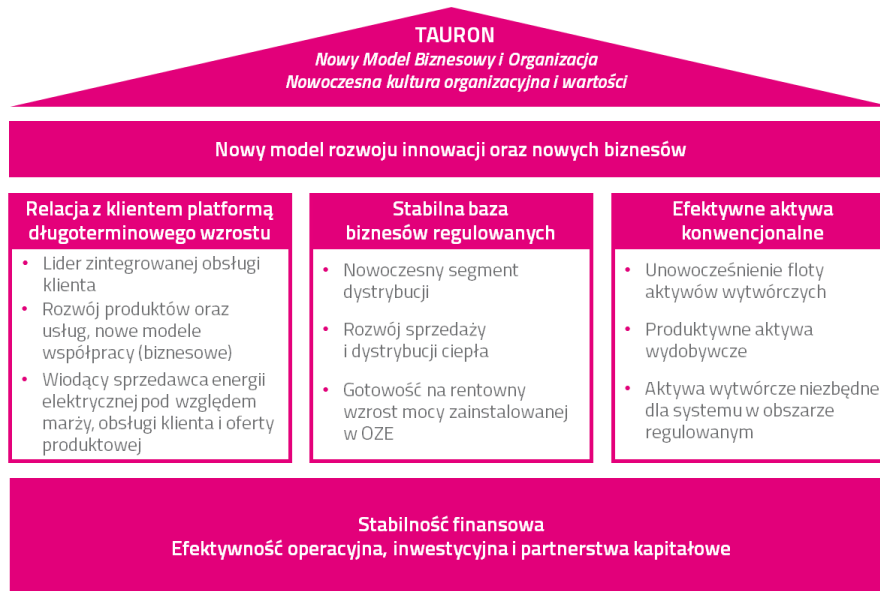 TAURON
Nowy Model Biznesowy i Organizacja
Nowoczesna kultura organizacyjna i wartości
Nowy model rozwoju innowacji oraz nowych biznesów
Relacja z klientem platformą
długoterminowego wzrostu
• Lider zintegrowanej obsługi
klienta
• Rozwój produktów oraz
usług, nowe modele
współpracy (biznesowe)
• Wiodący sprzedawca energii
elektrycznej pod względem
marży, obsługi klienta i oferty
produktowej
Stabilna baza
biznesów regulowanych
• Nowoczesny segment
dystrybucji
• Rozwój sprzedaży
i dystrybucji ciepła
• Gotowość na rentowny
wzrost mocy zainstalowanej
w OZE
Efektywne aktywa
konwencjonalne
• Unowocześnienie floty
aktywów wytwórczych
• Produktywne aktywa
wydobywcze
• Aktywa wytwórcze niezbędne
dla systemu w obszarze
regulowanym
Stabilność finansowa
Efektywność operacyjna, inwestycyjna i partnerstwa kapitałowe